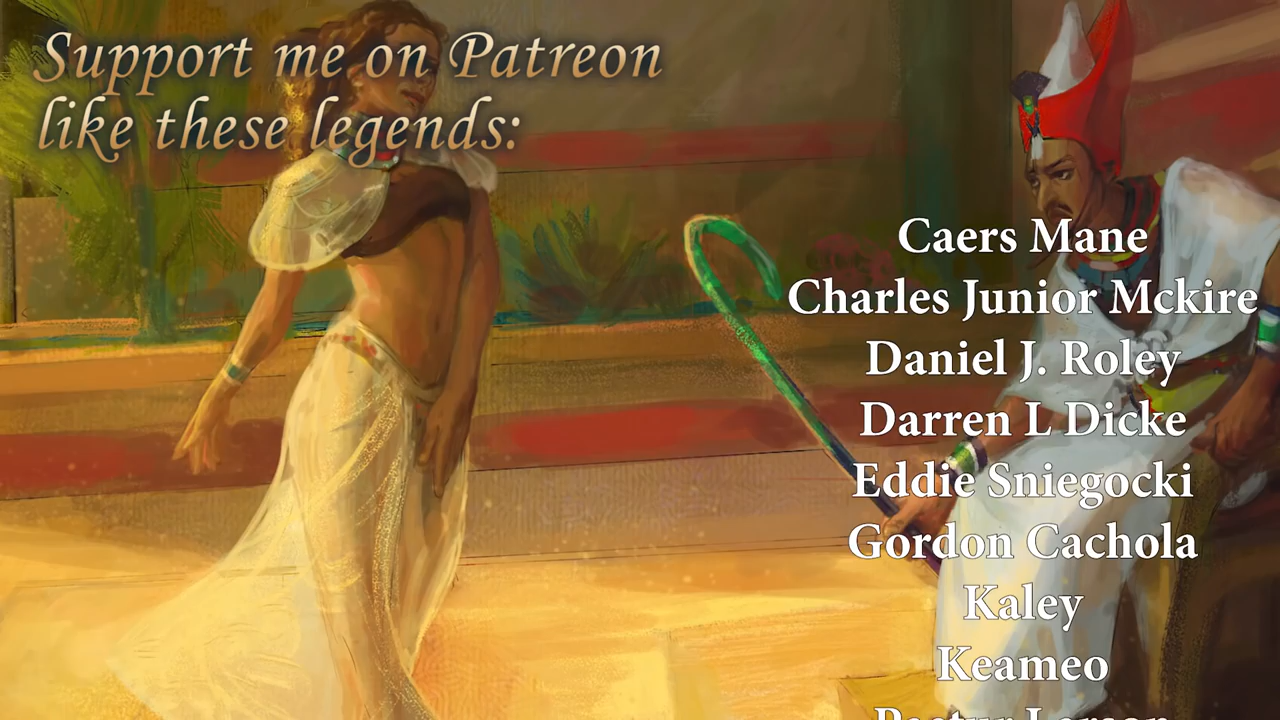 Support me on Patreon
like these legends:
Caers Mane
Charles Junior Mckire
Daniel J. Roley
Darren L Dicke
Eddie Sniegocki
Gordon Cachola
Kaley
Keameo